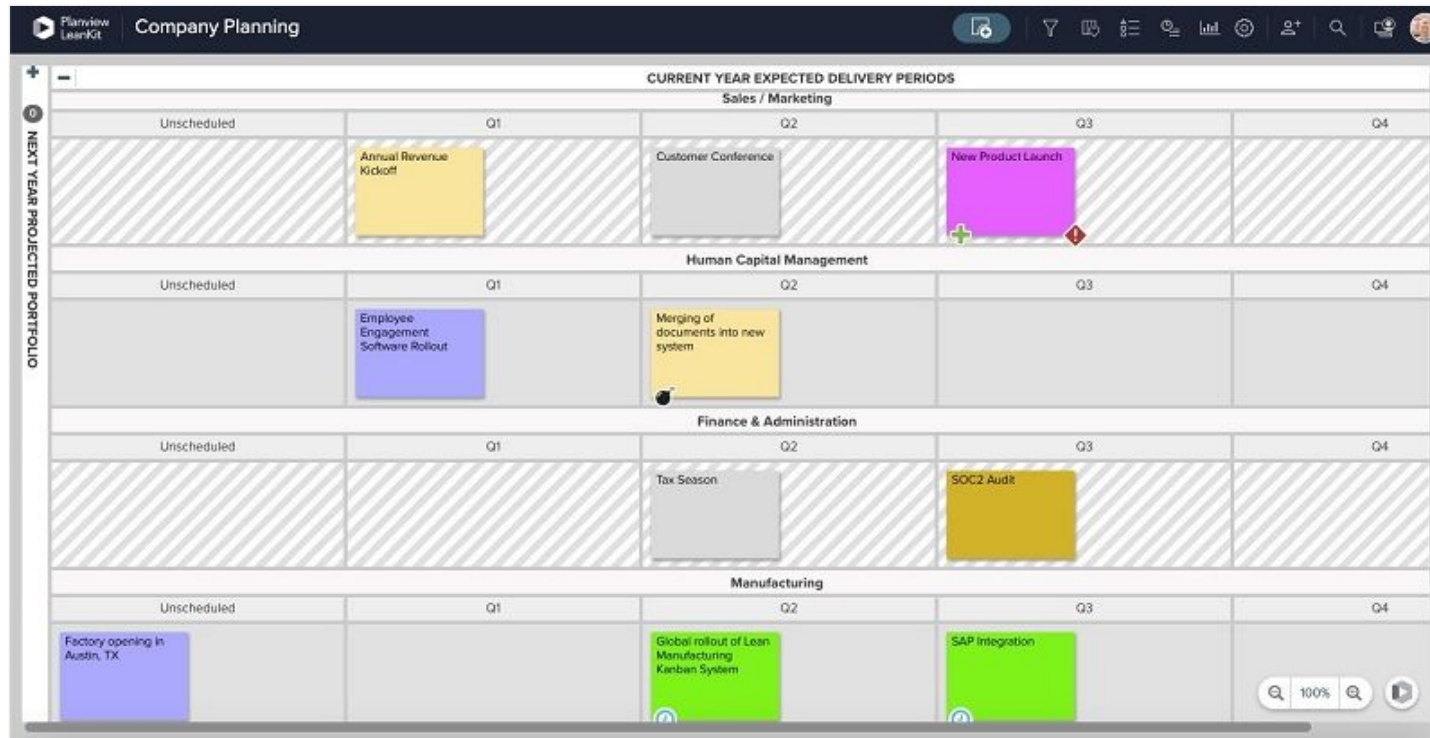 Planview
LeanKit
Company Planning
CURRENT YEAR EXPECTED DELIVERY PERIODS
0
NEXT YEAR PROJECTED PORTFOLIO
Sales / Marketing
Unscheduled Q1 Q2 Q3 Q4
Annual Revenue
Kickoff
Customer Conference
New Product Launch
Human Capital Management
Unscheduled Q1 Q2 Q3 Q4
Employee
Engagement
Software Rollout
Merging of
documents into new
system
Finance & Administration
Unscheduled Q1 Q2 Q3 Q4
Tax Season
SOC2 Audit
Manufacturing
Unscheduled Q1 Q2 Q3 Q4
Factory opening in
Austin, TX
Global rollout of Lean
Manufacturing
Kanban System
SAP Integration
100%